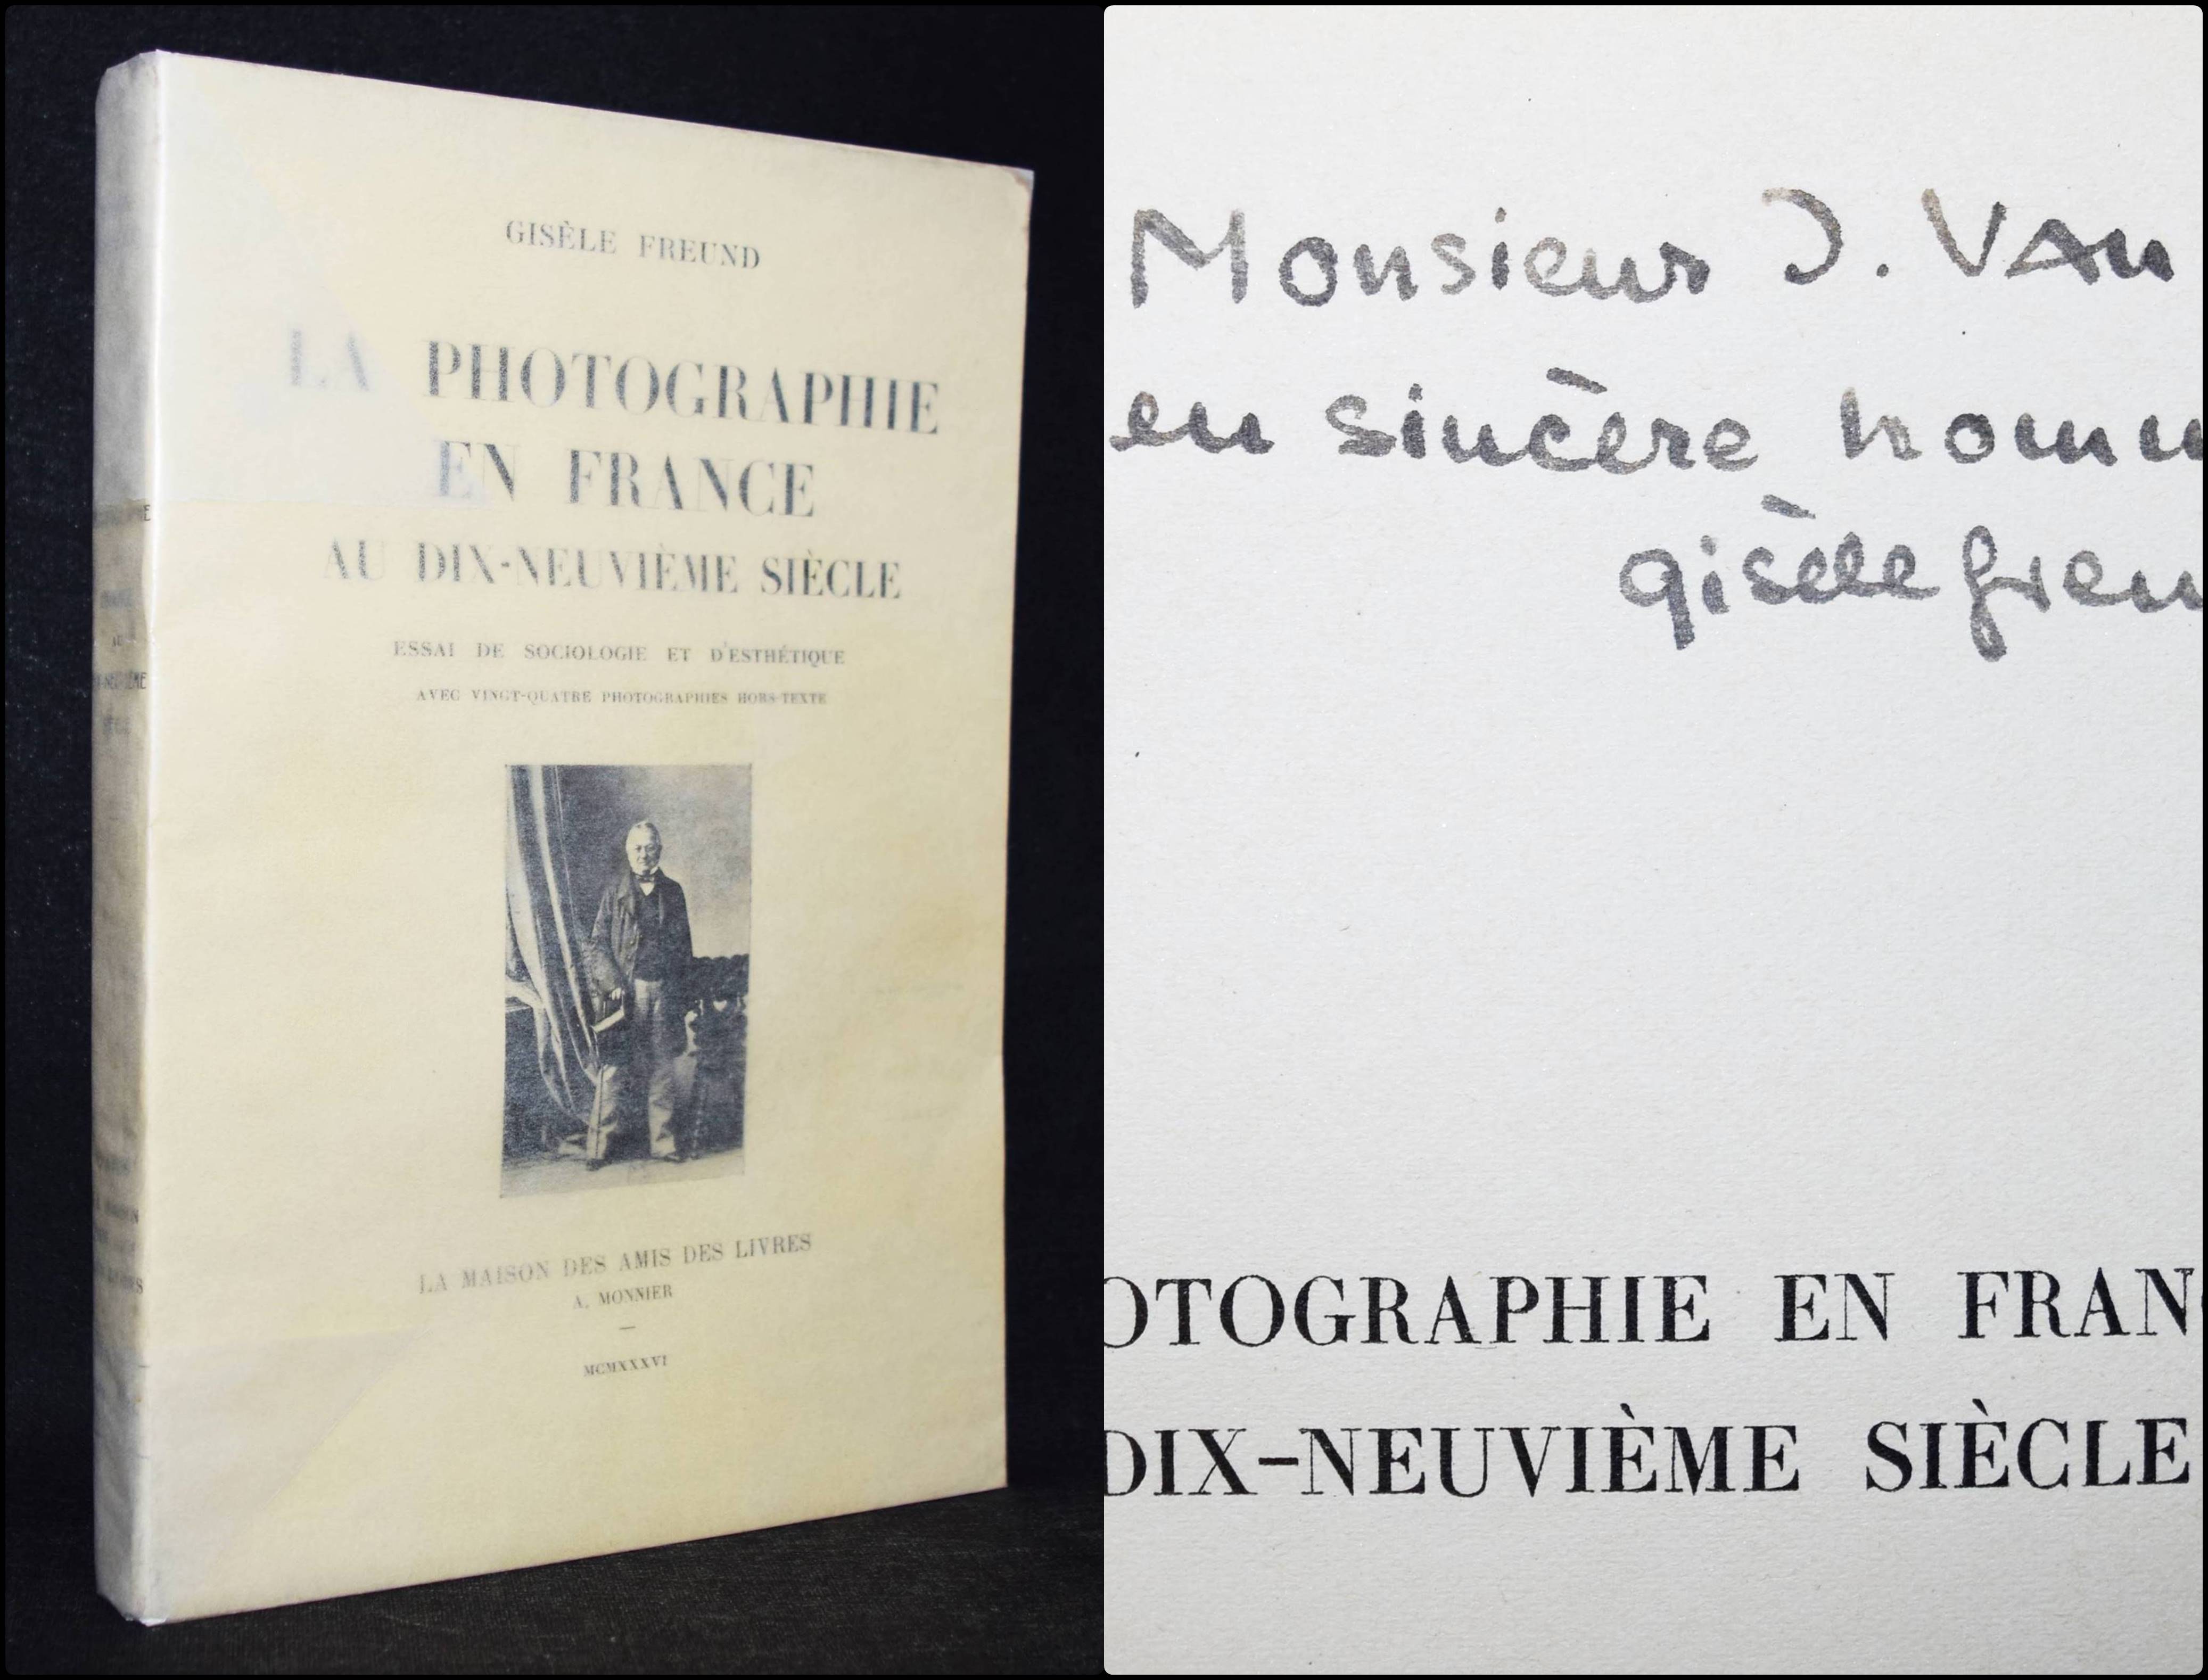 GISÈLE FREUND
LA PHOTOGRAPHIE
EN FRANCE
AU DIX-NEUVIÈME SIÈCLE
ESSAI DE SOCIOLOGIE ET D'ESTHÉTIQUE
AVEC VINGT-QUATRE PHOTOGRAPHIES HORS-TEXTE
LA MAISON DES AMIS DES LIVRES
A. MONNIER
MCMXXXVI
Monsieur J. VAn
en sincère homm
gisèle freu
OTOGRAPHIE EN FRAN
DIX-NEUVIÈME SIÈCLE